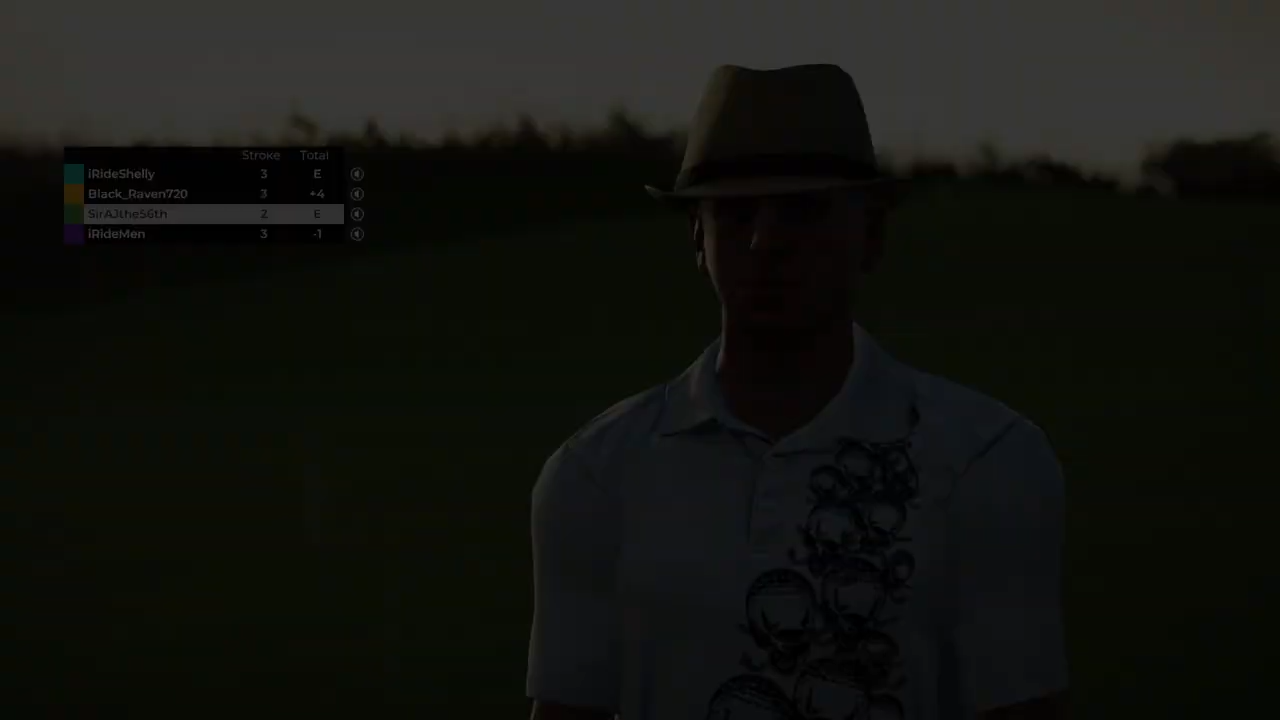 Stroke Total
iRideShelly 3 E
Black_Raven720 3 +4
SirAJthe56th 2 E
iRideMen 3 -1